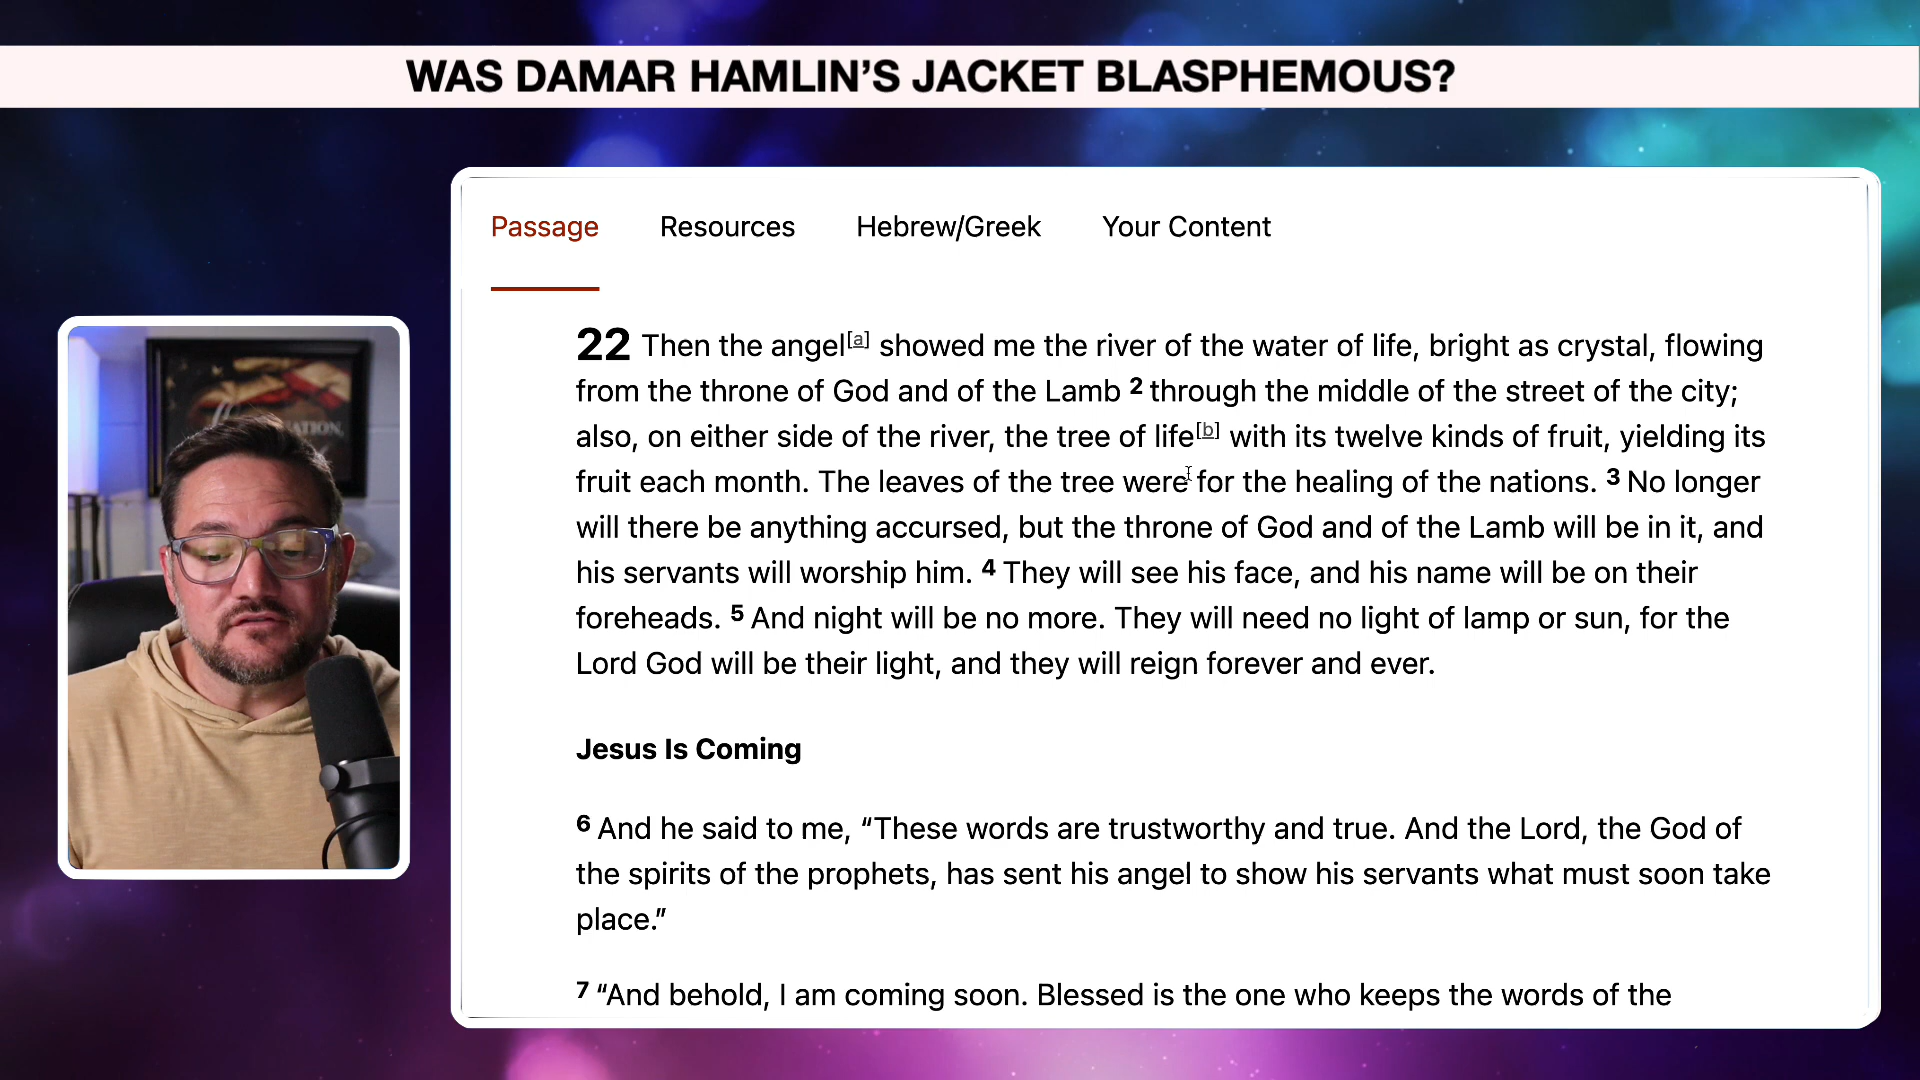 WAS DAMAR HAMLIN’S JACKET BLASPHEMOUS?
Passage Resources Hebrew/Greek Your Content
22 Then the angel[a] showed me the river of the water of life, bright as crystal, flowing
from the throne of God and of the Lamb 2 through the middle of the street of the city;
also, on either side of the river, the tree of life[b] with its twelve kinds of fruit, yielding its
fruit each month. The leaves of the tree were for the healing of the nations. 3 No longer
will there be anything accursed, but the throne of God and of the Lamb will be in it, and
his servants will worship him. 4 They will see his face, and his name will be on their
foreheads. 5 And night will be no more. They will need no light of lamp or sun, for the
Lord God will be their light, and they will reign forever and ever.
Jesus Is Coming
6 And he said to me, “These words are trustworthy and true. And the Lord, the God of
the spirits of the prophets, has sent his angel to show his servants what must soon take
place.”
7 “And behold, I am coming soon. Blessed is the one who keeps the words of the